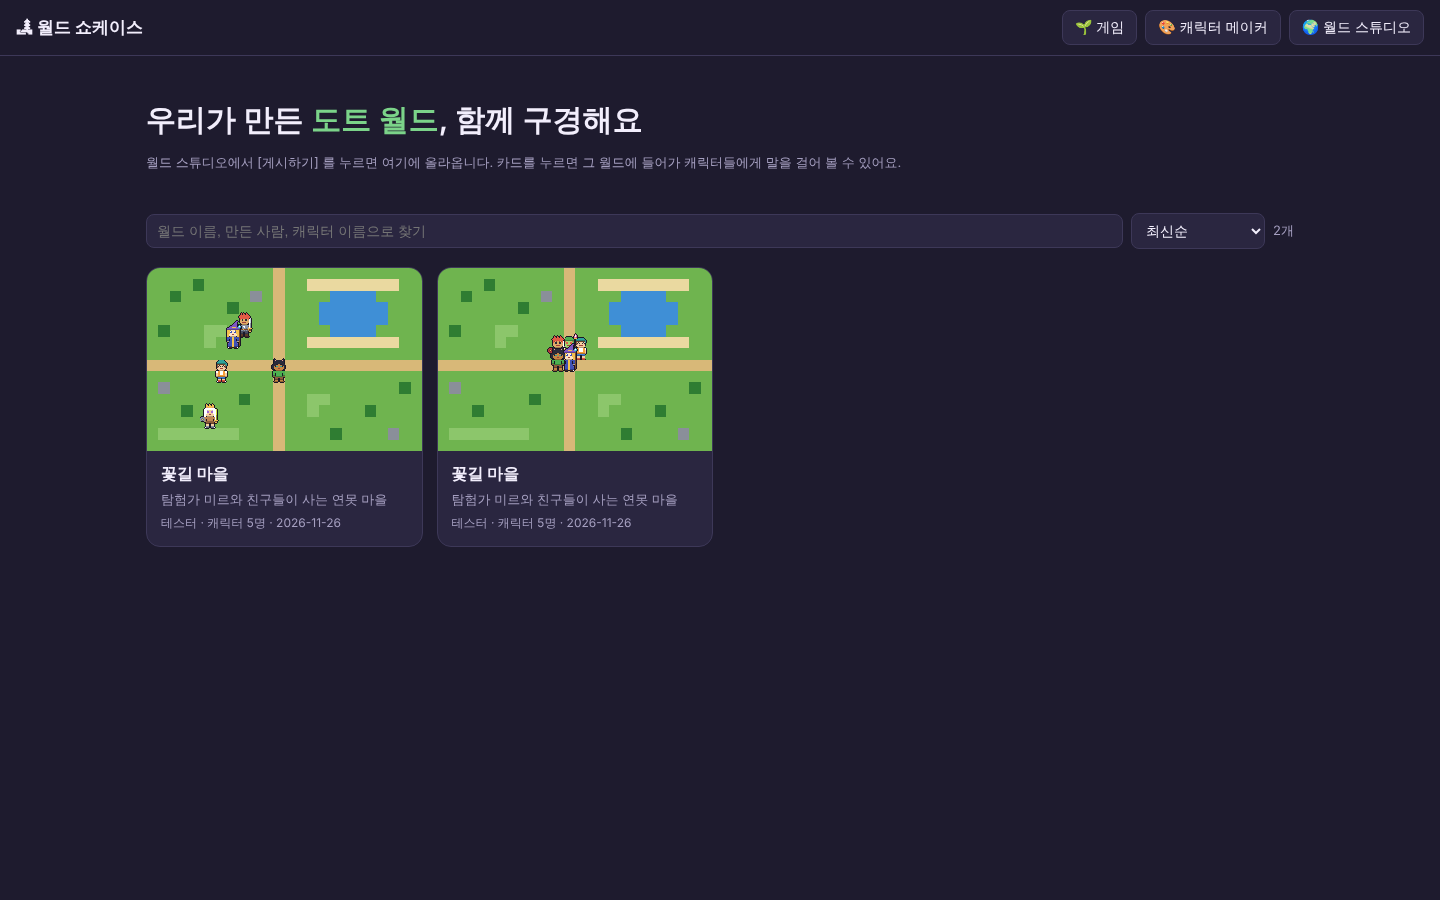 월드 쇼케이스
게임
캐릭터 메이커
월드 스튜디오
우리가 만든 도트 월드, 함께 구경해요
월드 스튜디오에서 [게시하기] 를 누르면 여기에 올라옵니다. 카드를 누르면 그 월드에 들어가 캐릭터들에게 말을 걸어 볼 수 있어요.
월드 이름, 만든 사람, 캐릭터 이름으로 찾기
최신순
2개
꽃길 마을
탐험가 미르와 친구들이 사는 연못 마을
테스터 · 캐릭터 5명 · 2026-11-26
꽃길 마을
탐험가 미르와 친구들이 사는 연못 마을
테스터 · 캐릭터 5명 · 2026-11-26